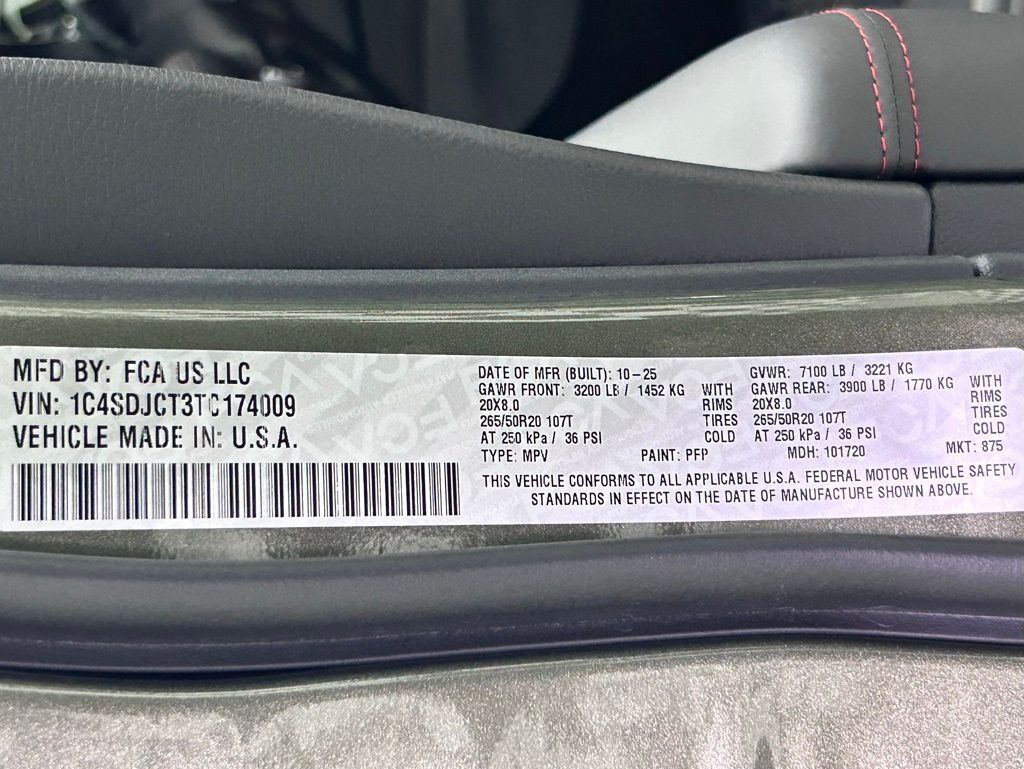 MFD BY: FCA US LLC
VIN: 1C4SDJCT3TC174009
VEHICLE MADE IN: U.S.A.
DATE OF MFR (BUILT): 10-25
GAWR FRONT: 3200 LB / 1452 KG WITH
20X8.0 RIMS
265/50R20 107T TIRES
AT 250 kPa / 36 PSI COLD
TYPE: MPV PAINT: PFP
GVWR: 7100 LB / 3221 KG
GAWR REAR: 3900 LB / 1770 KG WITH
20X8.0 RIMS
265/50R20 107T TIRES
AT 250 kPa / 36 PSI COLD
MDH: 101720 MKT: 875
THIS VEHICLE CONFORMS TO ALL APPLICABLE U.S.A. FEDERAL MOTOR VEHICLE SAFETY
STANDARDS IN EFFECT ON THE DATE OF MANUFACTURE SHOWN ABOVE.